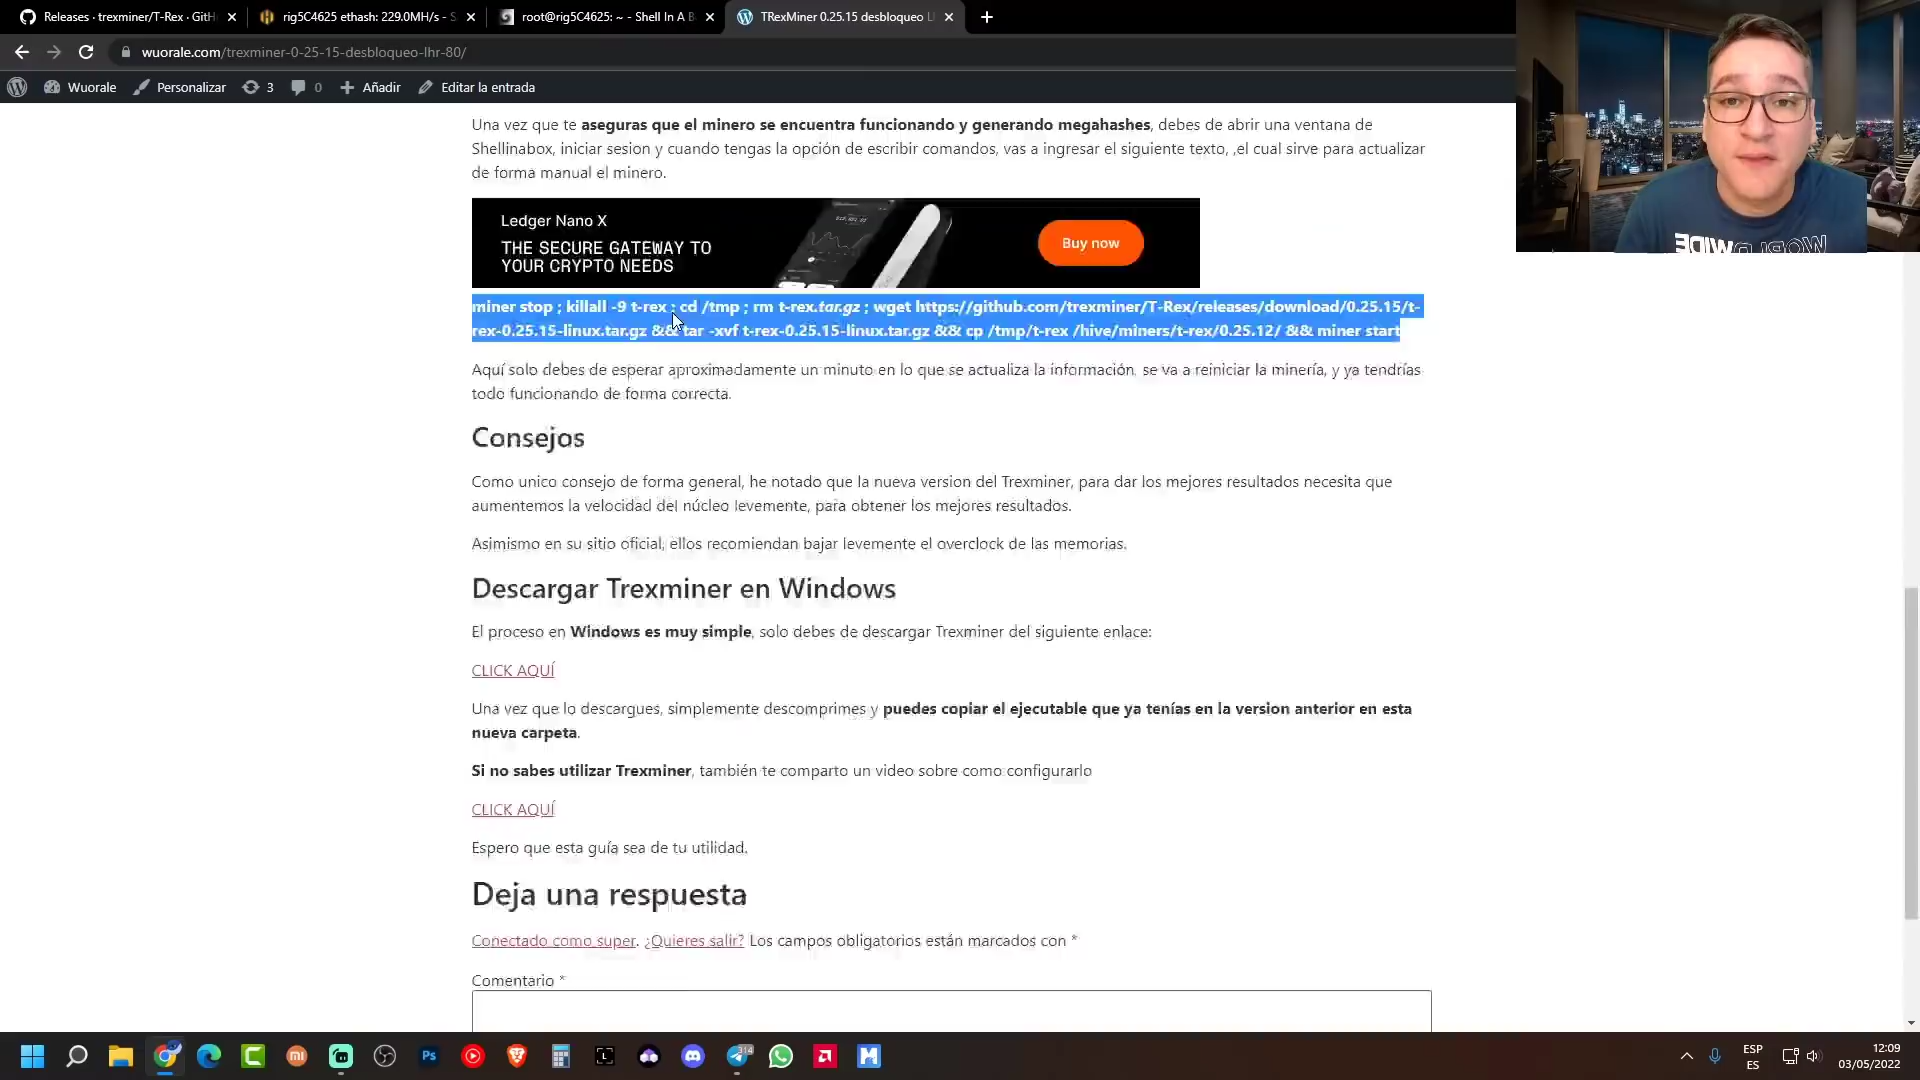 Releases · trexminer/T-Rex · GitH
rig5C4625 ethash: 229.0MH/s - S
root@rig5C4625: ~ - Shell In A B
TRexMiner 0.25.15 desbloqueo L
wuorale.com/trexminer-0-25-15-desbloqueo-lhr-80/
Wuorale
Personalizar
3
0
Añadir
Editar la entrada
Una vez que te aseguras que el minero se encuentra funcionando y generando megahashes, debes de abrir una ventana de
Shellinabox, iniciar sesion y cuando tengas la opción de escribir comandos, vas a ingresar el siguiente texto, ,el cual sirve para actualizar
de forma manual el minero.
Ledger Nano X
THE SECURE GATEWAY TO
YOUR CRYPTO NEEDS
Buy now
miner stop ; killall -9 t-rex ; cd /tmp ; rm t-rex.tar.gz ; wget https://github.com/trexminer/T-Rex/releases/download/0.25.15/t-
rex-0.25.15-linux.tar.gz && tar -xvf t-rex-0.25.15-linux.tar.gz && cp /tmp/t-rex /hive/miners/t-rex/0.25.12/ && miner start
Aquí solo debes de esperar aproximadamente un minuto en lo que se actualiza la información, se va a reiniciar la minería, y ya tendrías
todo funcionando de forma correcta.
Consejos
Como unico consejo de forma general, he notado que la nueva version del Trexminer, para dar los mejores resultados necesita que
aumentemos la velocidad del núcleo levemente, para obtener los mejores resultados.
Asimismo en su sitio oficial, ellos recomiendan bajar levemente el overclock de las memorias.
Descargar Trexminer en Windows
El proceso en Windows es muy simple, solo debes de descargar Trexminer del siguiente enlace:
CLICK AQUÍ
Una vez que lo descargues, simplemente descomprimes y puedes copiar el ejecutable que ya tenías en la version anterior en esta
nueva carpeta.
Si no sabes utilizar Trexminer, también te comparto un video sobre como configurarlo
CLICK AQUÍ
Espero que esta guía sea de tu utilidad.
Deja una respuesta
Conectado como super. ¿Quieres salir? Los campos obligatorios están marcados con *
Comentario *
Ps
314
ESP
ES
12:09
03/05/2022